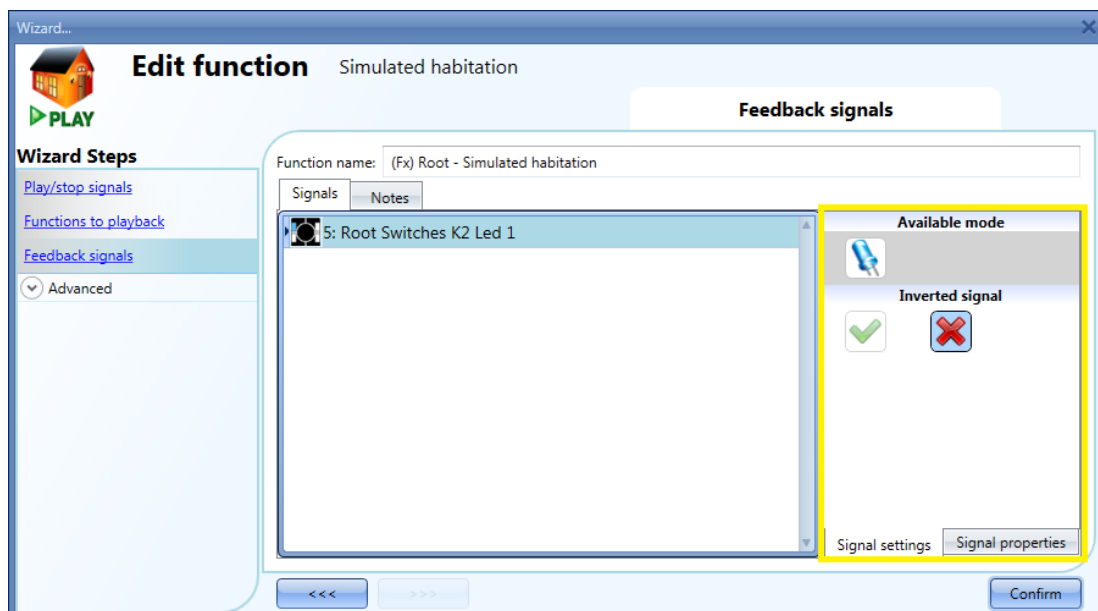 Wizard...
Edit function Simulated habitation
PLAY
Feedback signals
Wizard Steps
Play/stop signals
Functions to playback
Feedback signals
Advanced
Function name: (Fx) Root - Simulated habitation
Signals Notes
5: Root Switches K2 Led 1
Available mode
Inverted signal
Signal settings Signal properties
<<< >>> Confirm